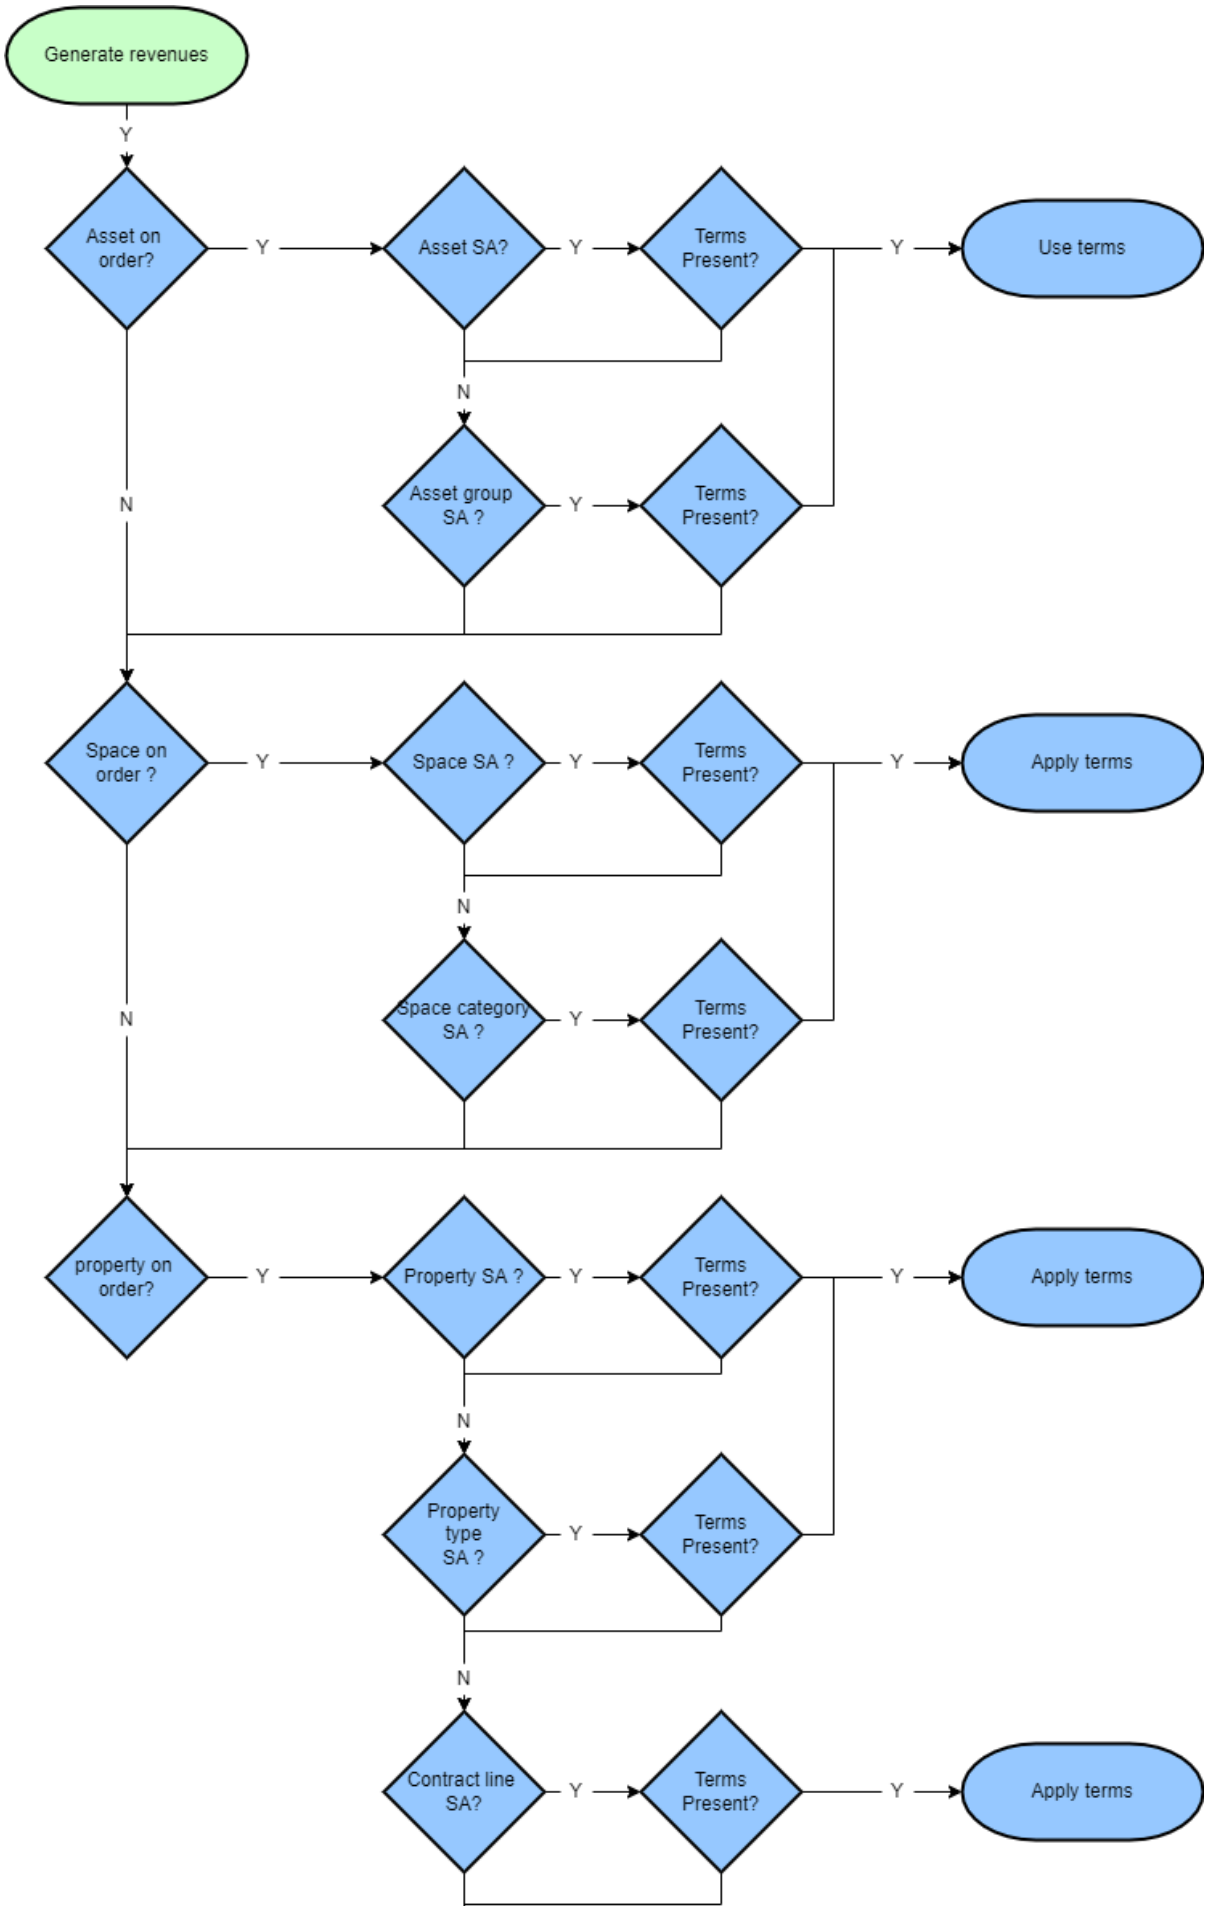 Generate revenues
Y
Asset on
order?
Y
Asset SA?
Y
Terms
Present?
Y
Use terms
N
N
Asset group
SA ?
Y
Terms
Present?
Space on
order ?
Y
Space SA ?
Y
Terms
Present?
Y
Apply terms
N
N
Space category
SA ?
Y
Terms
Present?
property on
order?
Y
Property SA ?
Y
Terms
Present?
Y
Apply terms
N
Property
type
SA ?
Y
Terms
Present?
N
Contract line
SA?
Y
Terms
Present?
Y
Apply terms